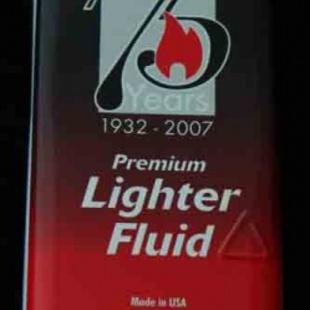 75
Years
1932 - 2007
Premium
Lighter
Fluid
Made in USA